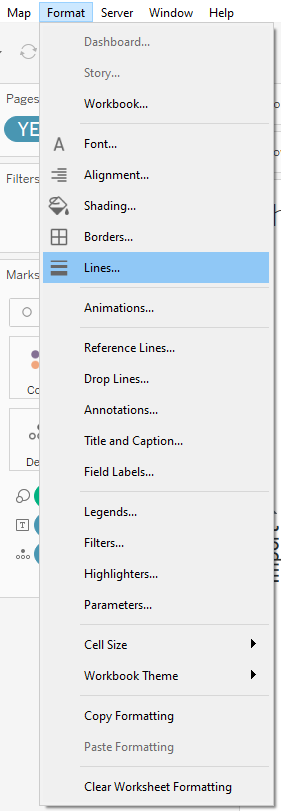 Map Format Server Window Help
Dashboard...
Story...
Workbook...
Pages
YE
Font...
Alignment...
Filters
Shading...
Borders...
Marks
Lines...
Animations...
Reference Lines...
Co
Drop Lines...
Annotations...
Title and Caption...
De
Field Labels...
Legends...
Filters...
Highlighters...
Parameters...
Cell Size
Workbook Theme
Copy Formatting
Paste Formatting
Clear Worksheet Formatting